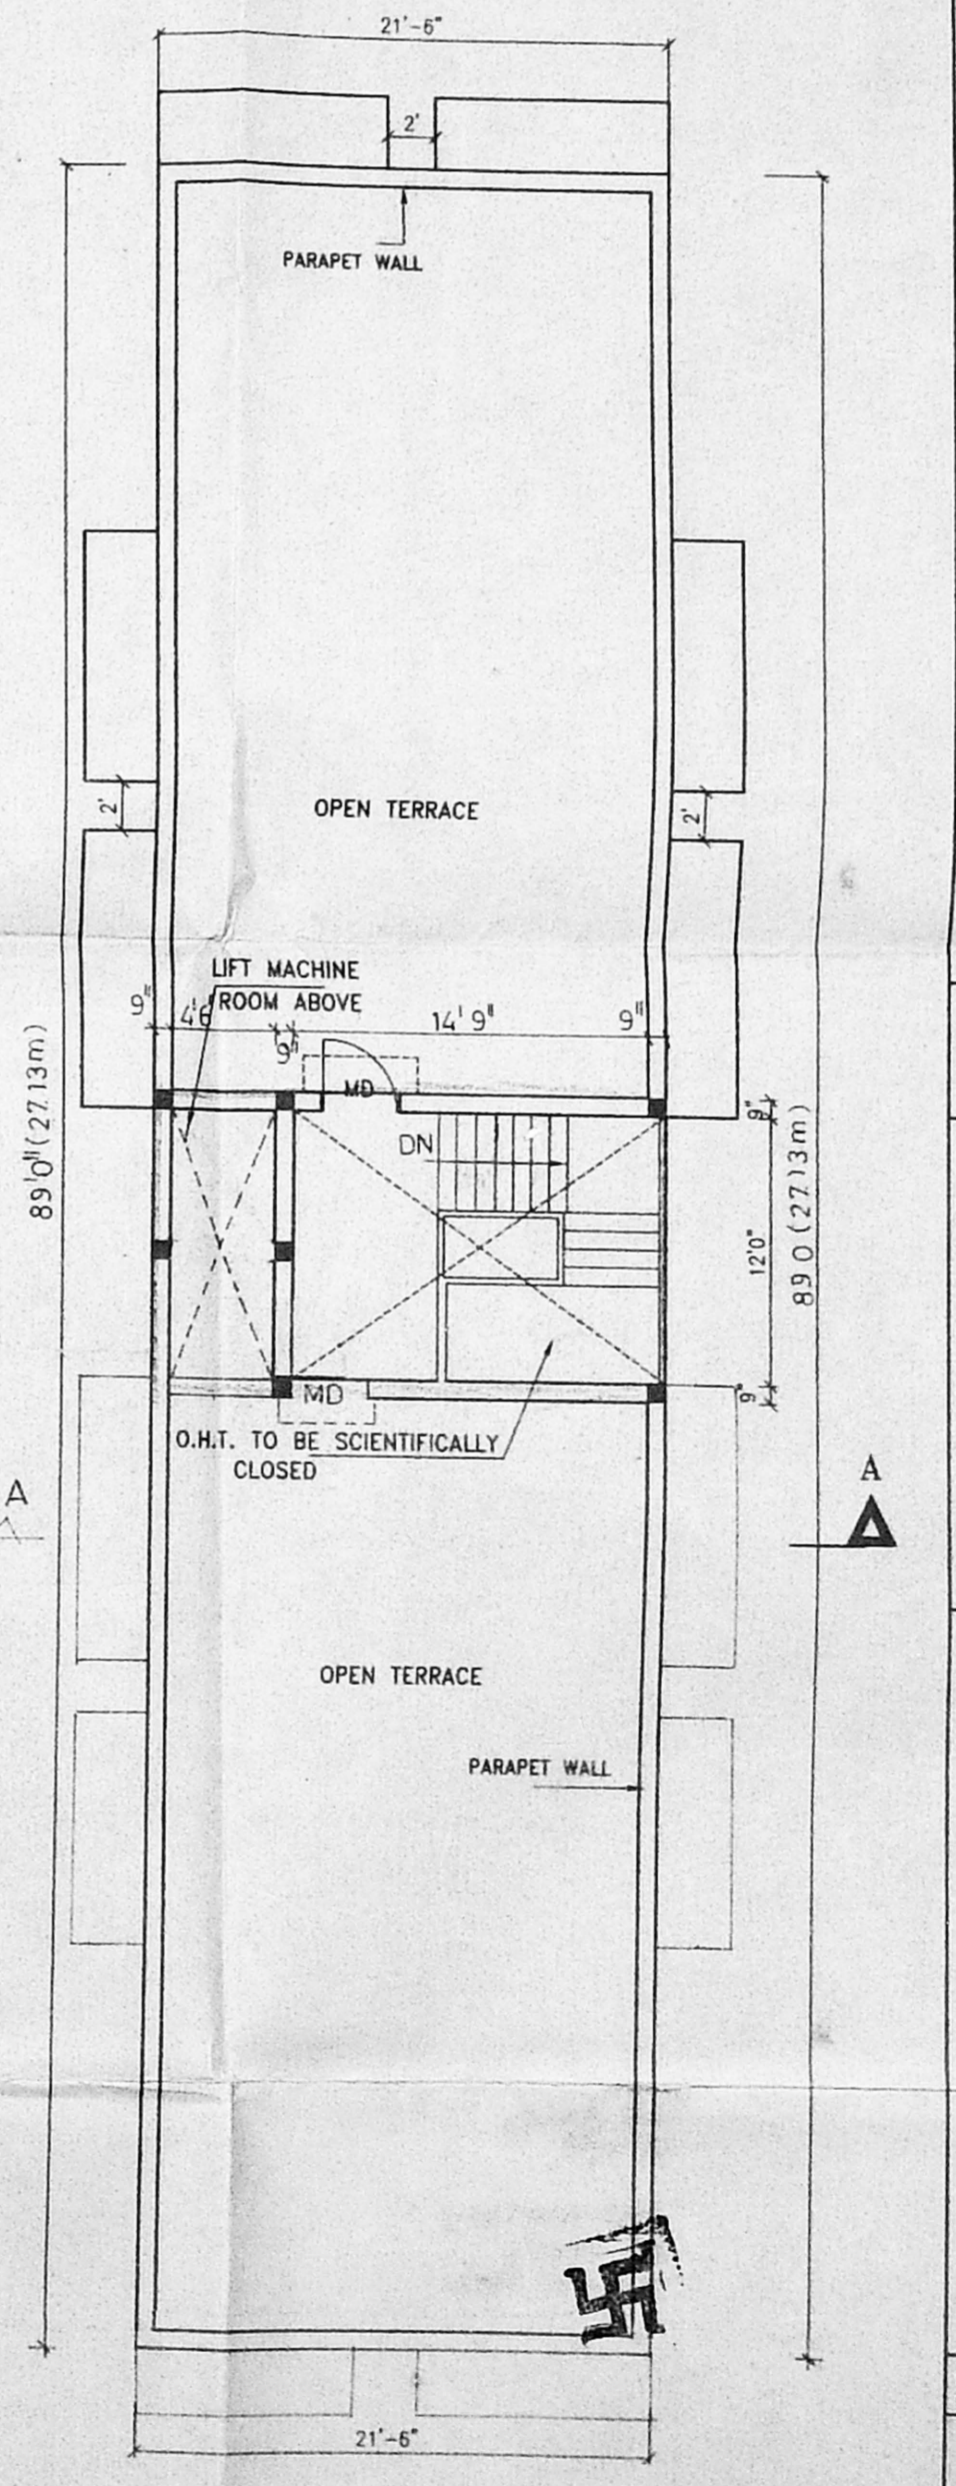 21'-6"
2'
PARAPET WALL
2'
2'
OPEN TERRACE
LIFT MACHINE
ROOM ABOVE
9"
4'6
9"
14' 9"
9"
MD
DN
9"
12'0"
9"
89'0" (27.13m)
89 0 (27.13m)
MD
O.H.T. TO BE SCIENTIFICALLY
CLOSED
A
A
OPEN TERRACE
PARAPET WALL
21'-6"